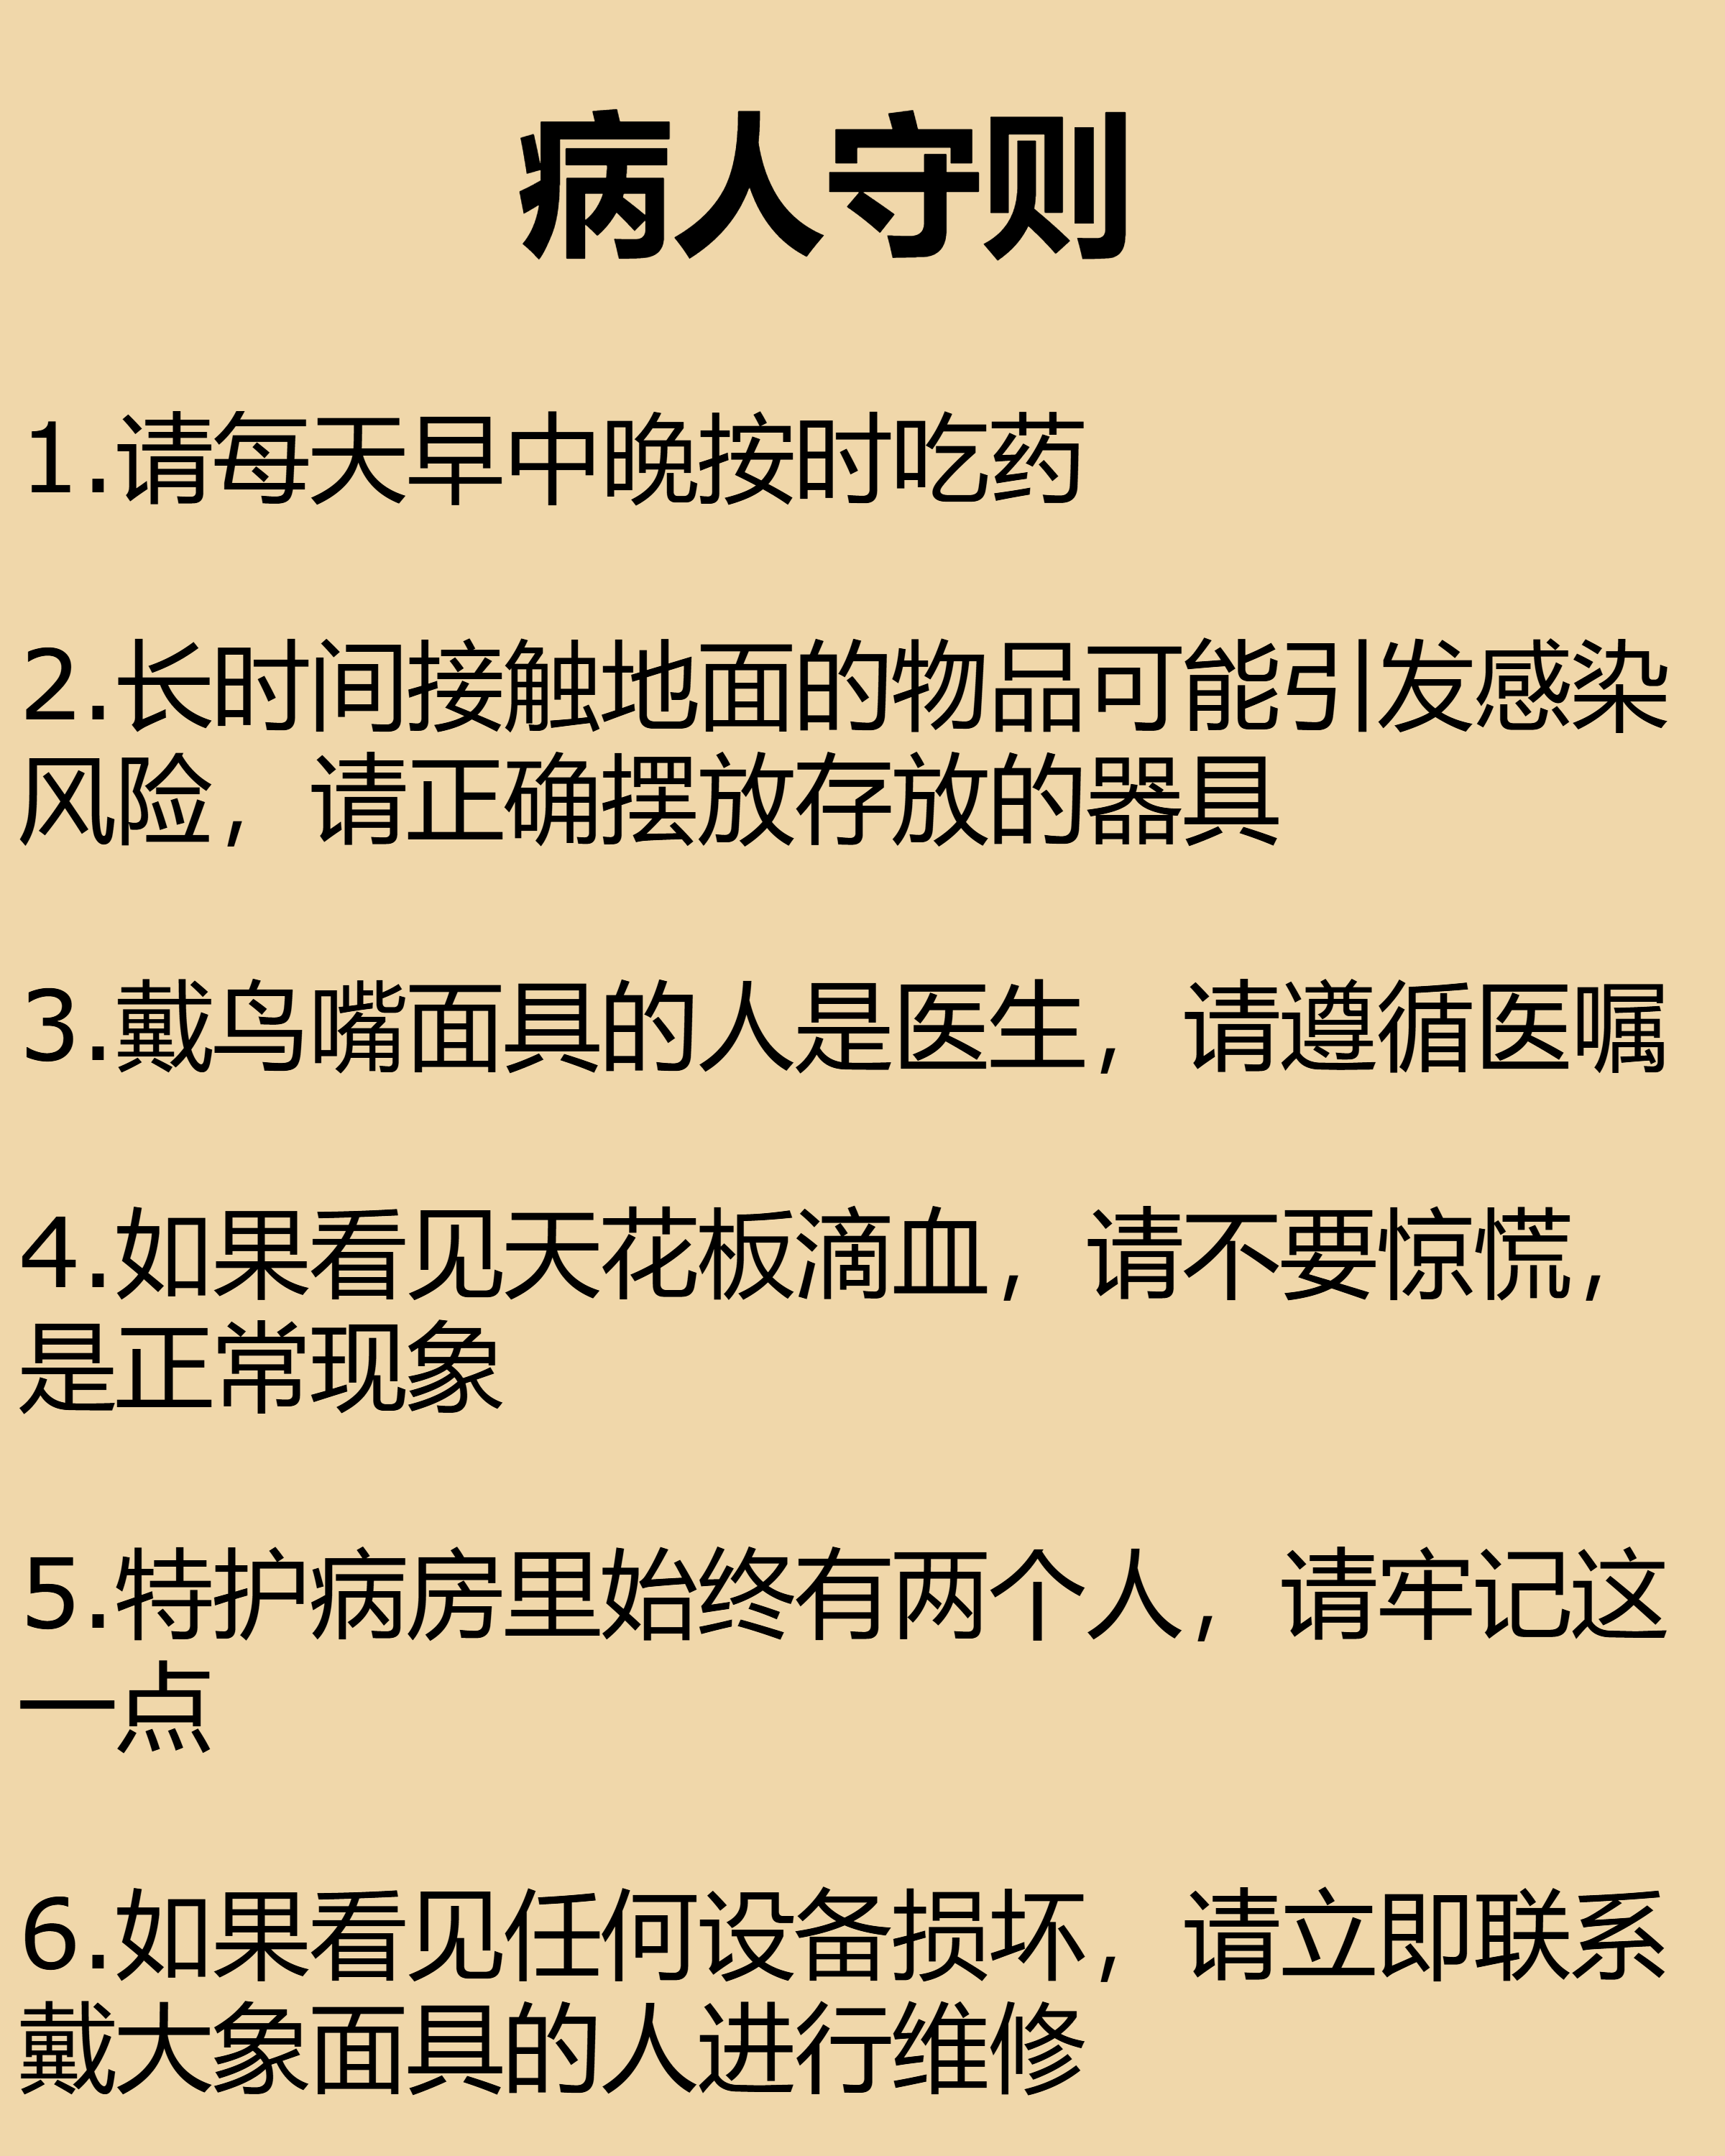 病人守则
1.请每天早中晚按时吃药
2.长时间接触地面的物品可能引发感染
风险，请正确摆放存放的器具
3.戴鸟嘴面具的人是医生，请遵循医嘱
4.如果看见天花板滴血，请不要惊慌，
是正常现象
5.特护病房里始终有两个人，请牢记这
一点
6.如果看见任何设备损坏，请立即联系
戴大象面具的人进行维修